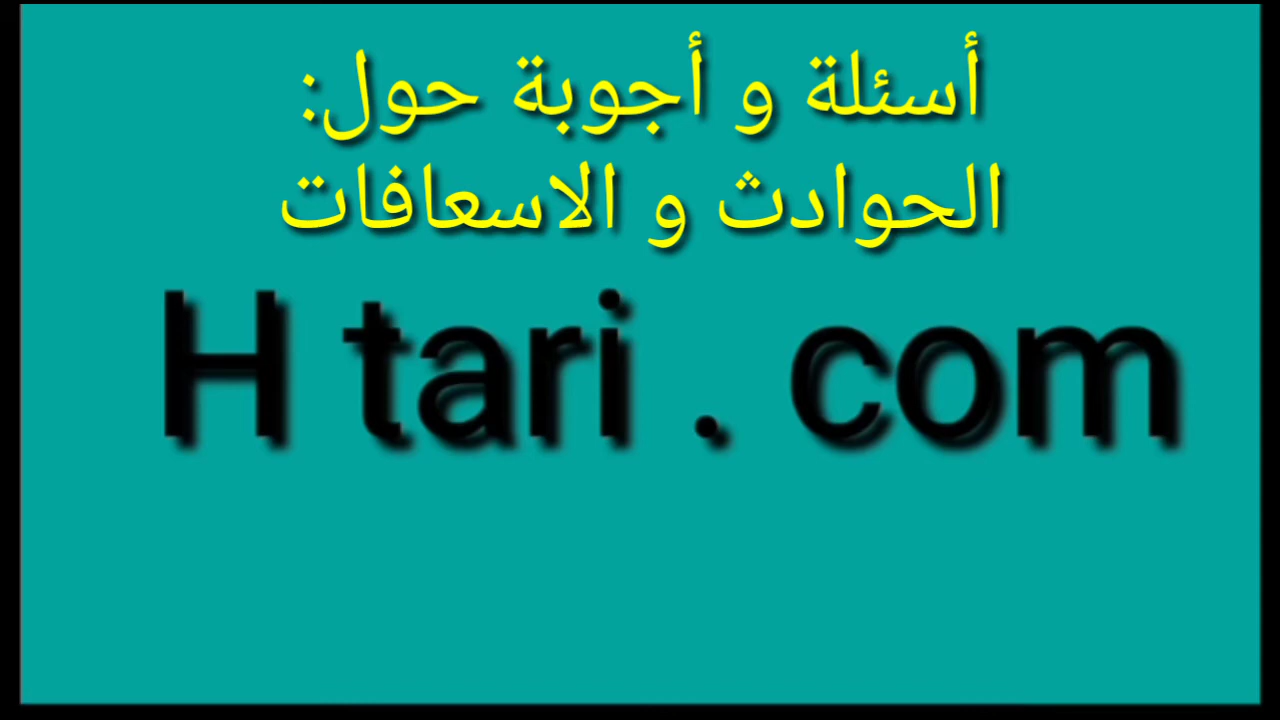 أسئلة و أجوبة حول:
الحوادث و الاسعافات
H tari . com